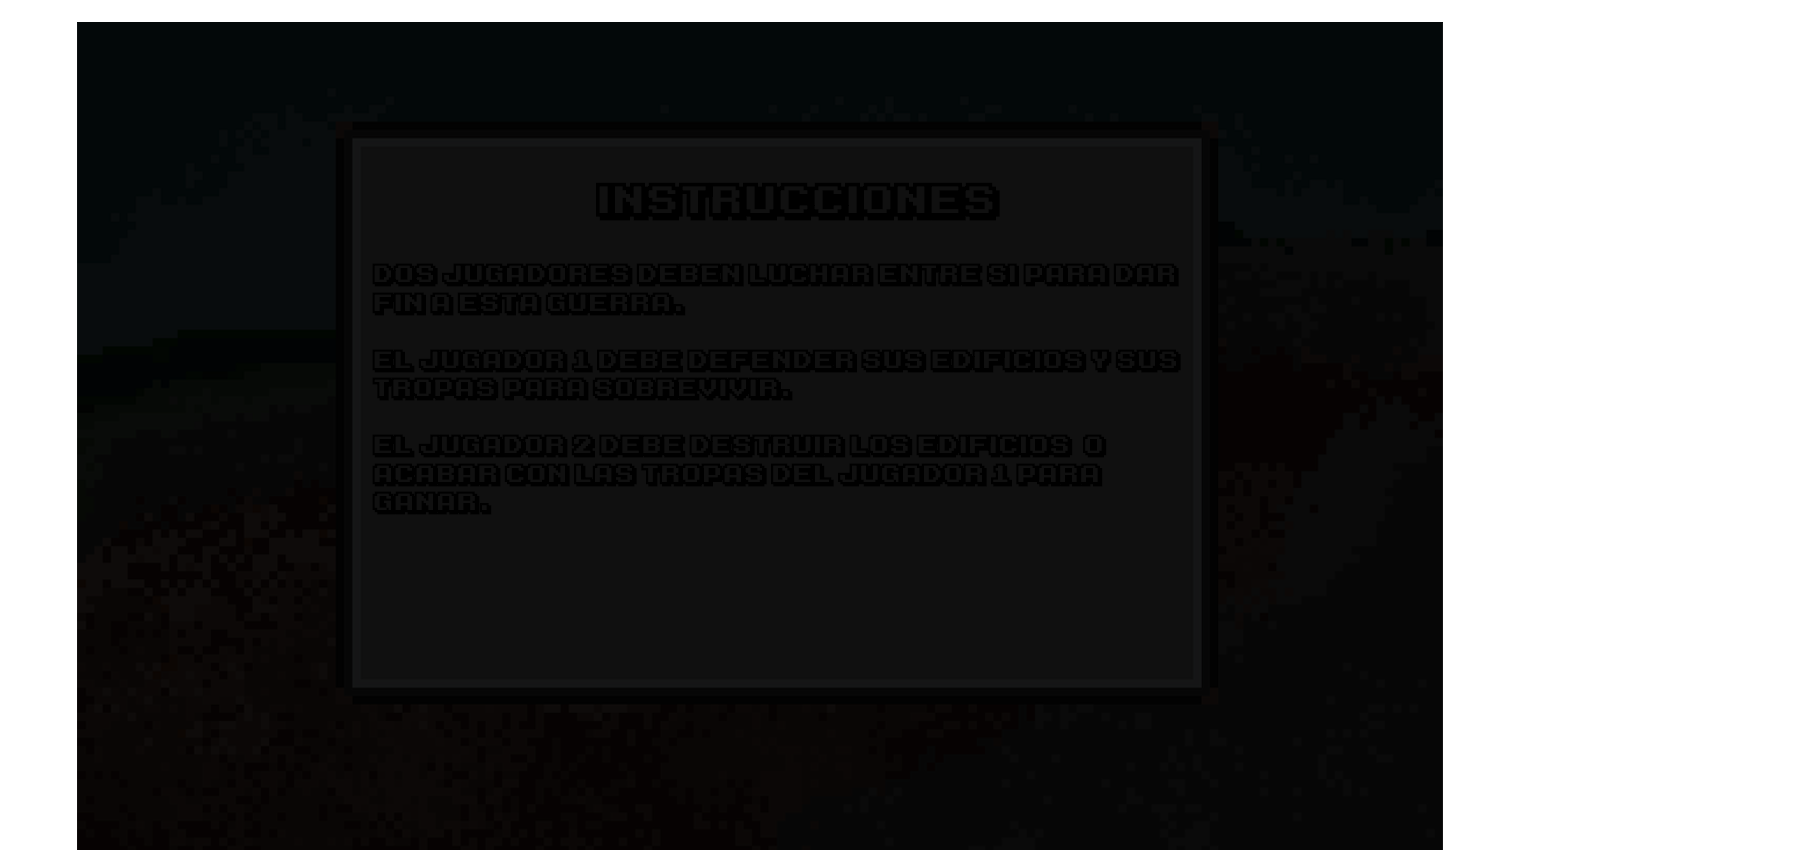 INSTRUCCIONES
DOS JUGADORES DEBEN LUCHAR ENTRE SI PARA DAR
FIN A ESTA GUERRA.
EL JUGADOR 1 DEBE DEFENDER SUS EDIFICIOS Y SUS
TROPAS PARA SOBREVIVIR.
EL JUGADOR 2 DEBE DESTRUIR LOS EDIFICIOS  O
ACABAR CON LAS TROPAS DEL JUGADOR 1 PARA
GANAR.